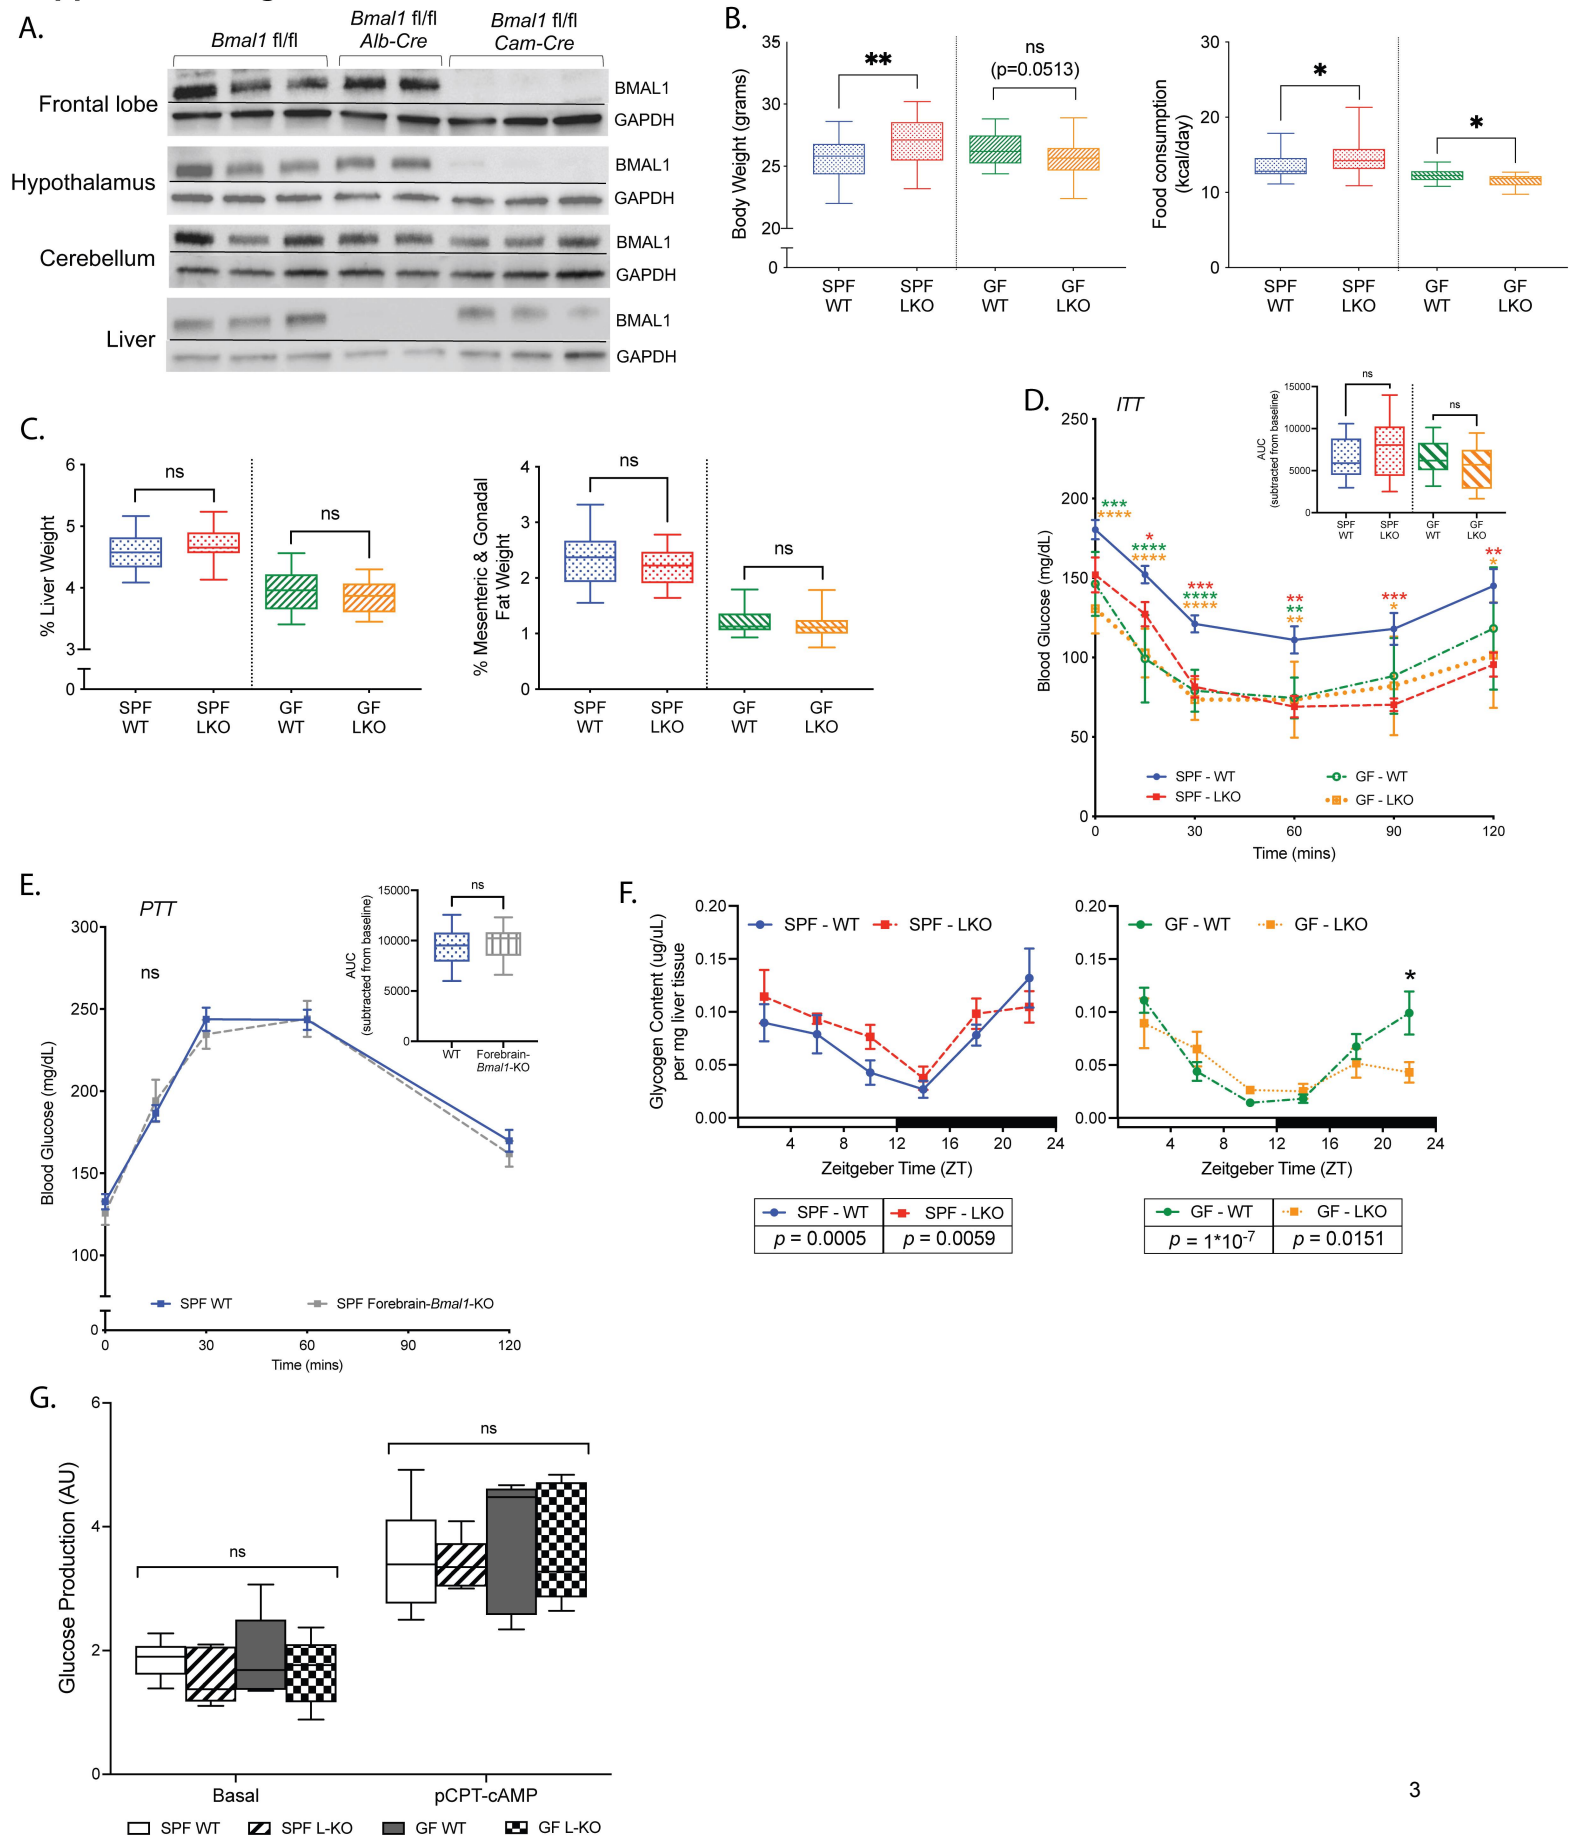 A.
Bmal1 fl/fl
Bmal1 fl/fl
Alb-Cre
Bmal1 fl/fl
Cam-Cre
Frontal lobe
BMAL1
GAPDH
Hypothalamus
BMAL1
GAPDH
Cerebellum
BMAL1
GAPDH
Liver
BMAL1
GAPDH
B.
Body Weight (grams)
35
30
25
20
0
**
ns
(p=0.0513)
SPF WT
SPF LKO
GF WT
GF LKO
Food consumption
(kcal/day)
30
20
10
0
*
*
SPF WT
SPF LKO
GF WT
GF LKO
C.
% Liver Weight
6
5
4
3
0
ns
ns
SPF WT
SPF LKO
GF WT
GF LKO
% Mesenteric & Gonadal
Fat Weight
4
3
2
1
0
ns
ns
SPF WT
SPF LKO
GF WT
GF LKO
D.
ITT
Blood Glucose (mg/dL)
250
200
150
100
50
0
***
****
*
****
****
***
****
****
**
**
**
***
*
**
*
SPF - WT
SPF - LKO
GF - WT
GF - LKO
0 30 60 90 120
Time (mins)
AUC
(subtracted from baseline)
15000
10000
5000
0
ns
ns
SPF WT
SPF LKO
GF WT
GF LKO
E.
PTT
ns
Blood Glucose (mg/dL)
300
250
200
150
100
0
SPF WT
SPF Forebrain-Bmal1-KO
0 30 60 90 120
Time (mins)
AUC
(subtracted from baseline)
15000
10000
5000
0
ns
WT
Forebrain-
Bmal1-KO
F.
Glycogen Content (ug/uL)
per mg liver tissue
0.20
0.15
0.10
0.05
0.00
SPF - WT
SPF - LKO
4 8 12 16 20 24
Zeitgeber Time (ZT)
SPF - WT
SPF - LKO
p = 0.0005
p = 0.0059
0.20
0.15
0.10
0.05
0.00
GF - WT
GF - LKO
*
4 8 12 16 20 24
Zeitgeber Time (ZT)
GF - WT
GF - LKO
p = 1*10-7
p = 0.0151
G.
Glucose Production (AU)
6
4
2
0
ns
ns
Basal
pCPT-cAMP
SPF WT
SPF L-KO
GF WT
GF L-KO
3